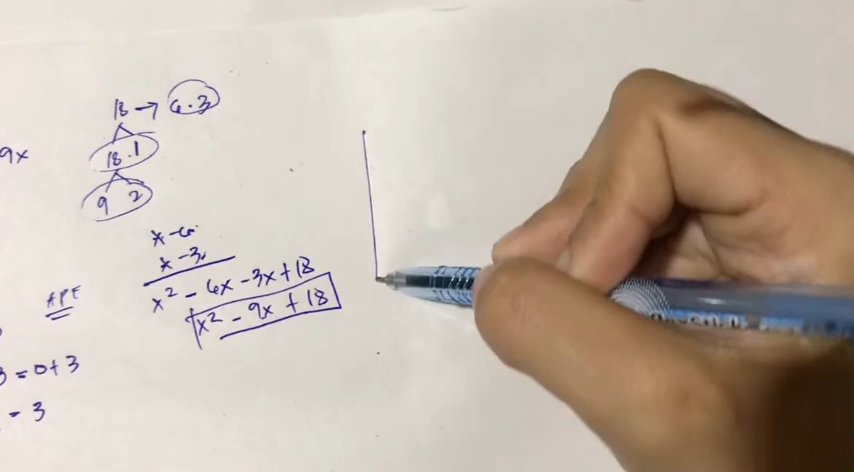 18 → 6.3
9x
18.1
9 2
x-6
x-3
x² - 6x - 3x + 18
x² - 9x + 18
APE
3 = 0+3
= 3